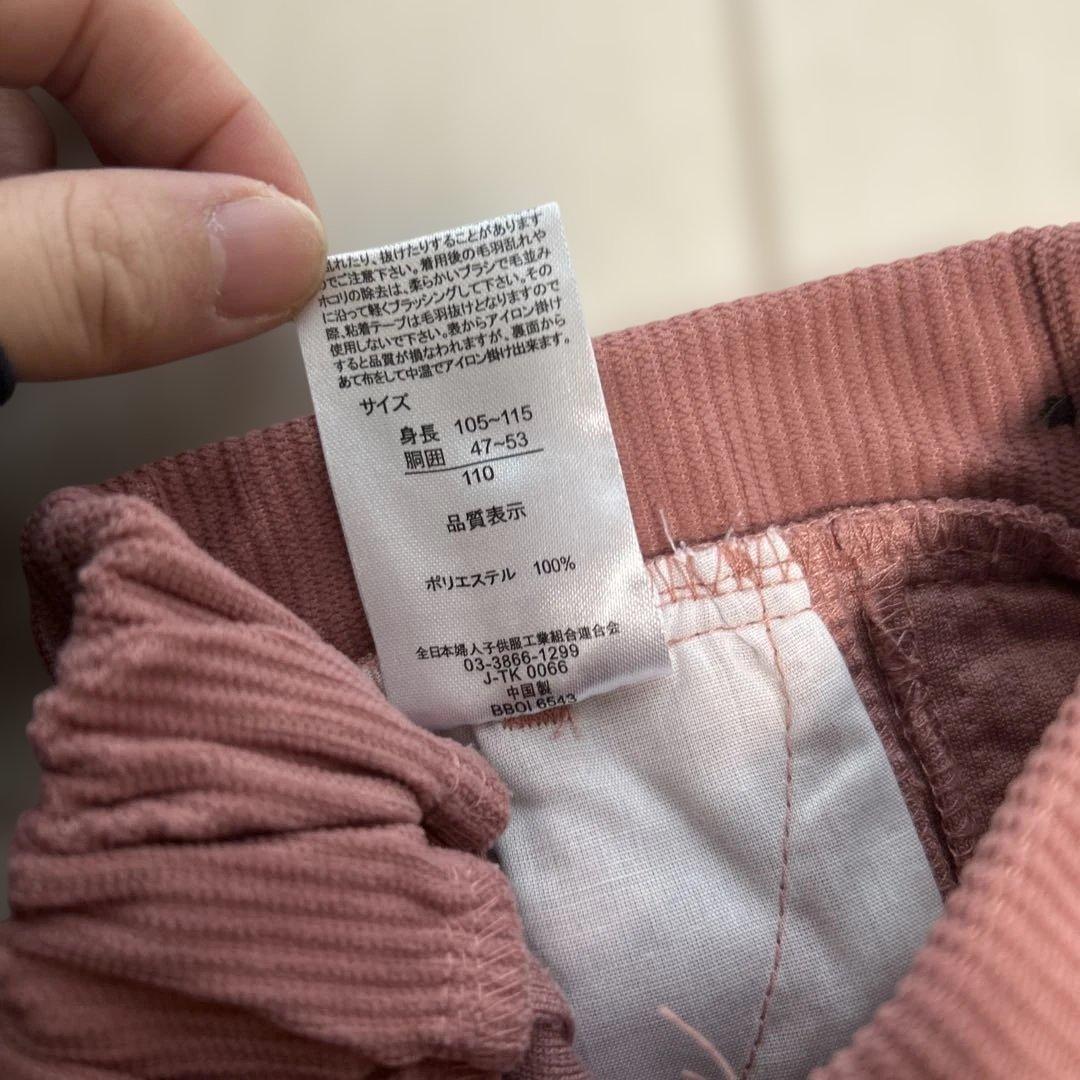 乱れたり、抜けたりすることがあります
でご注意下さい。着用後の毛羽乱れや
ホコリの除去は、柔らかいブラシで毛並み
に沿って軽くブラッシングして下さい。その
際、粘着テープは毛羽抜けとなりますので
使用しないで下さい。表からアイロン掛け
すると品質が損なわれますが、裏面から
あて布をして中温でアイロン掛け出来ます。
サイズ
身長 105~115
胴囲 47~53
110
品質表示
ポリエステル 100%
全日本婦人子供服工業組合連合会
03-3866-1299
J-TK 0066
中国製
BBOI 6543